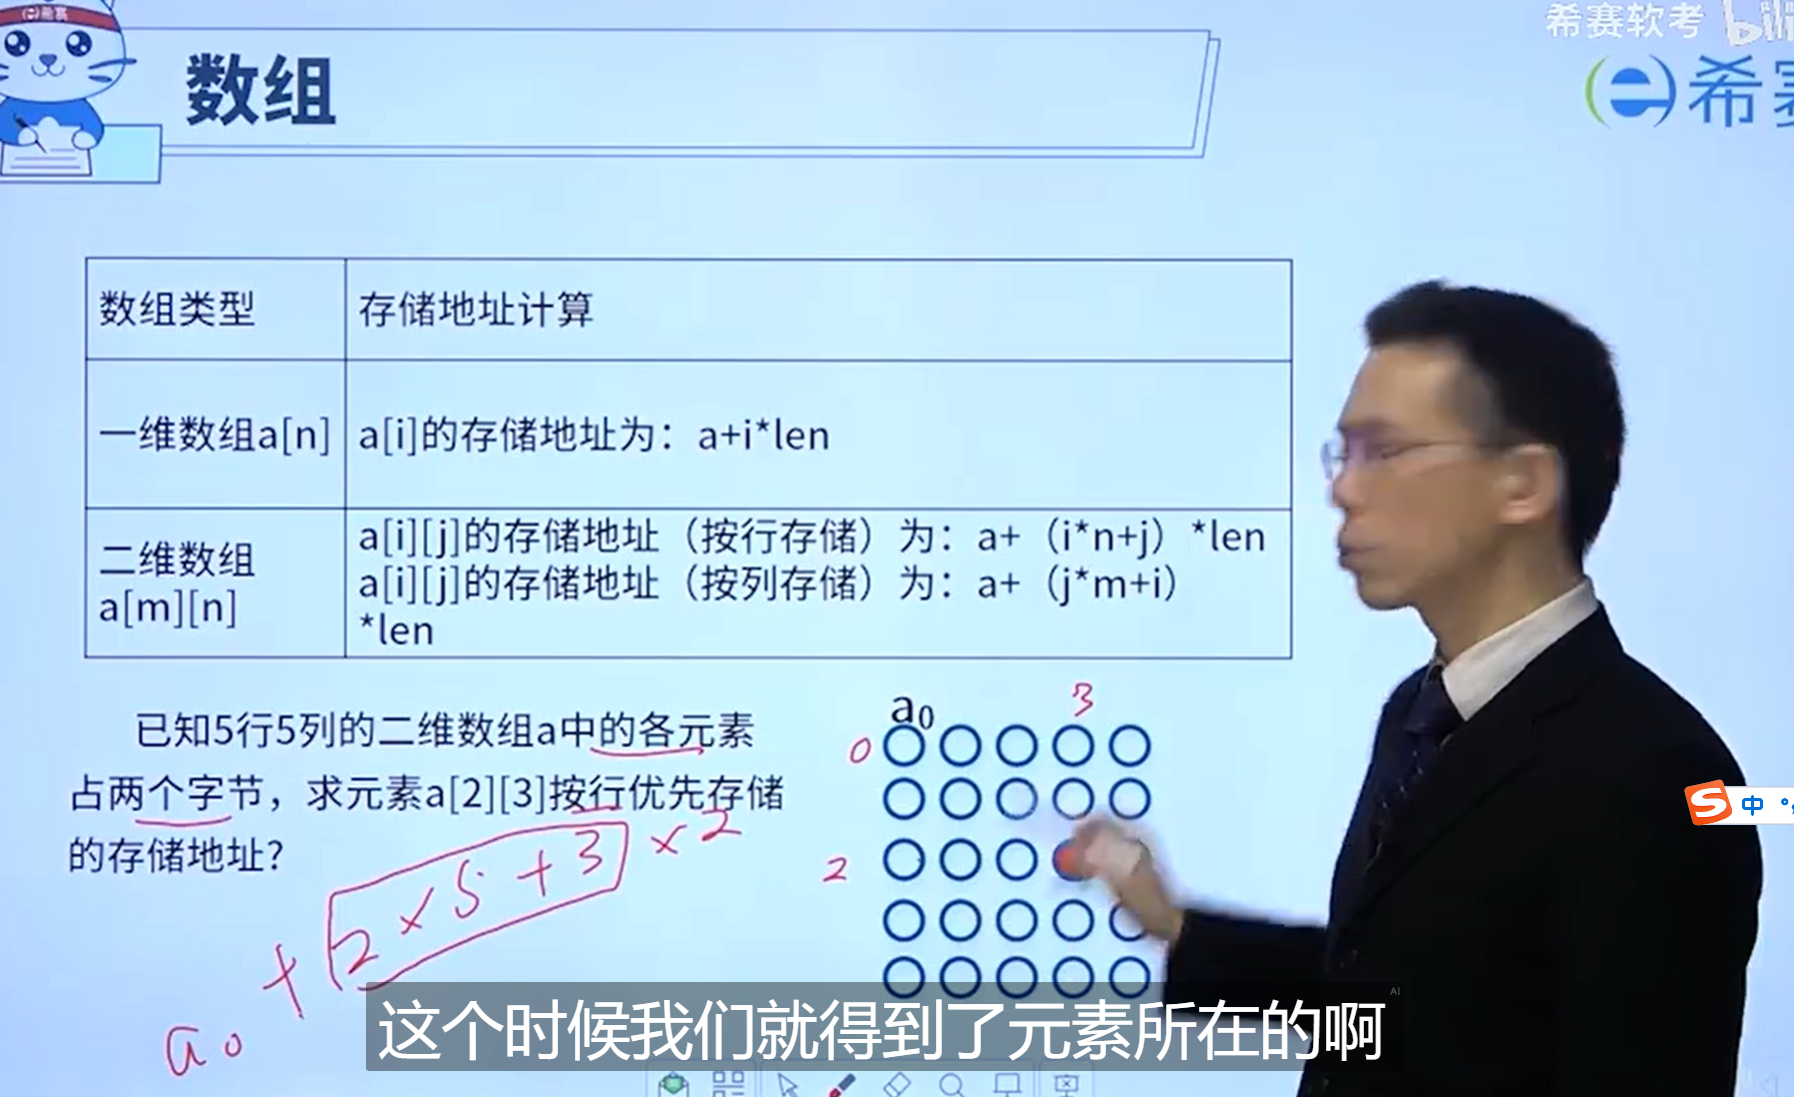 (e)希赛
希赛软考 bili
(e)希赛
数组
数组类型 存储地址计算
一维数组a[n] a[i]的存储地址为：a+i*len
二维数组
a[m][n]
a[i][j]的存储地址（按行存储）为：a+（i*n+j）*len
a[i][j]的存储地址（按列存储）为：a+（j*m+i）
*len
已知5行5列的二维数组a中的各元素
占两个字节，求元素a[2][3]按行优先存储
的存储地址?
a0
3
0
2
a0 + 2×5+3 ×2
中
AI
这个时候我们就得到了元素所在的啊